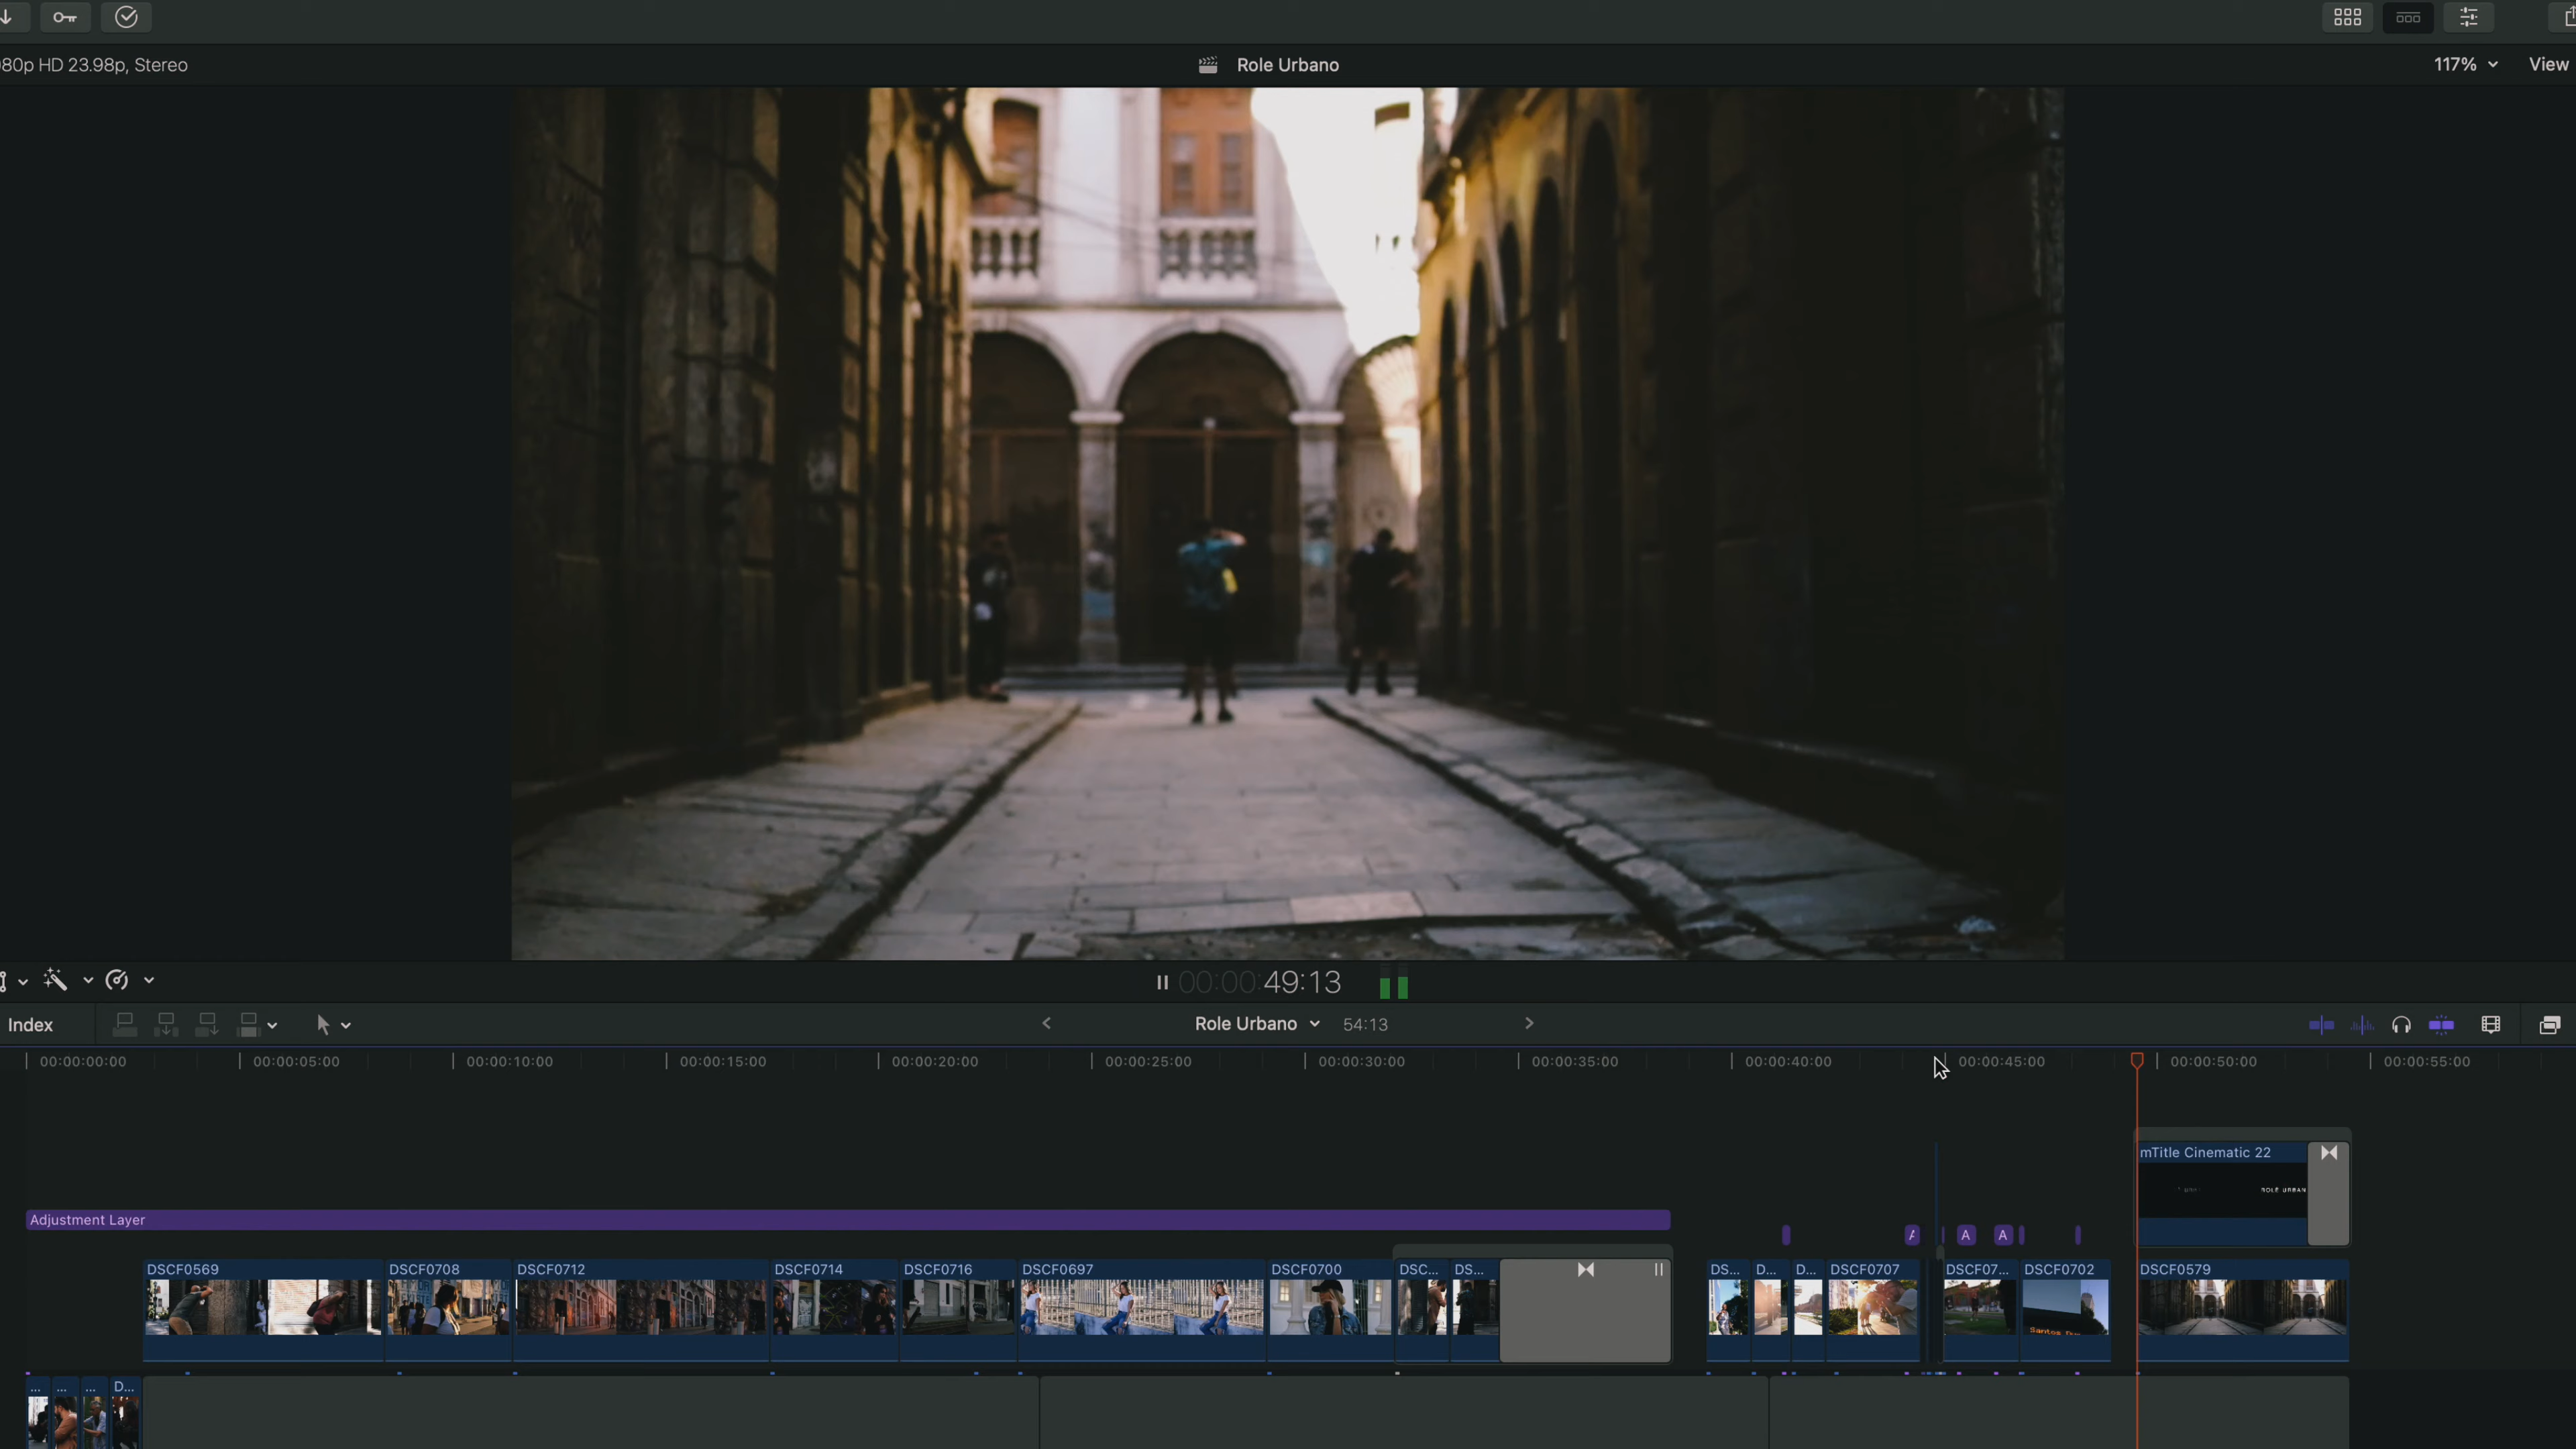 80p HD 23.98p, Stereo
Role Urbano
117%
View
00:00:49:13
Index
Role Urbano
54:13
00:00:00:00
00:00:05:00
00:00:10:00
00:00:15:00
00:00:20:00
00:00:25:00
00:00:30:00
00:00:35:00
00:00:40:00
00:00:45:00
00:00:50:00
00:00:55:00
mTitle Cinematic 22
ROLÊ URBAN
Adjustment Layer
A
A
A
DSCF0569
DSCF0708
DSCF0712
DSCF0714
DSCF0716
DSCF0697
DSCF0700
DSC...
DS...
DS...
D...
D...
DSCF0707
DSCF07...
DSCF0702
DSCF0579
Santos Du
...
...
...
D...